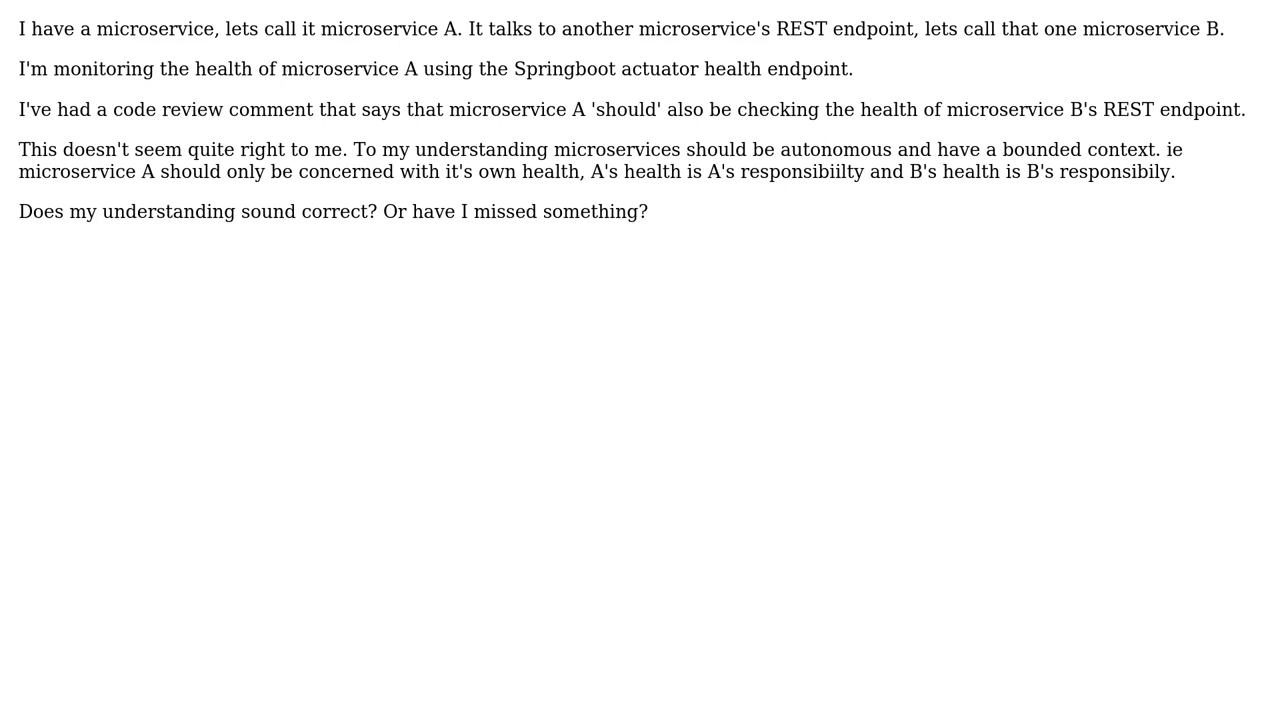 I have a microservice, lets call it microservice A. It talks to another microservice's REST endpoint, lets call that one microservice B.
I'm monitoring the health of microservice A using the Springboot actuator health endpoint.
I've had a code review comment that says that microservice A 'should' also be checking the health of microservice B's REST endpoint.
This doesn't seem quite right to me. To my understanding microservices should be autonomous and have a bounded context. ie
microservice A should only be concerned with it's own health, A's health is A's responsibiilty and B's health is B's responsibily.
Does my understanding sound correct? Or have I missed something?